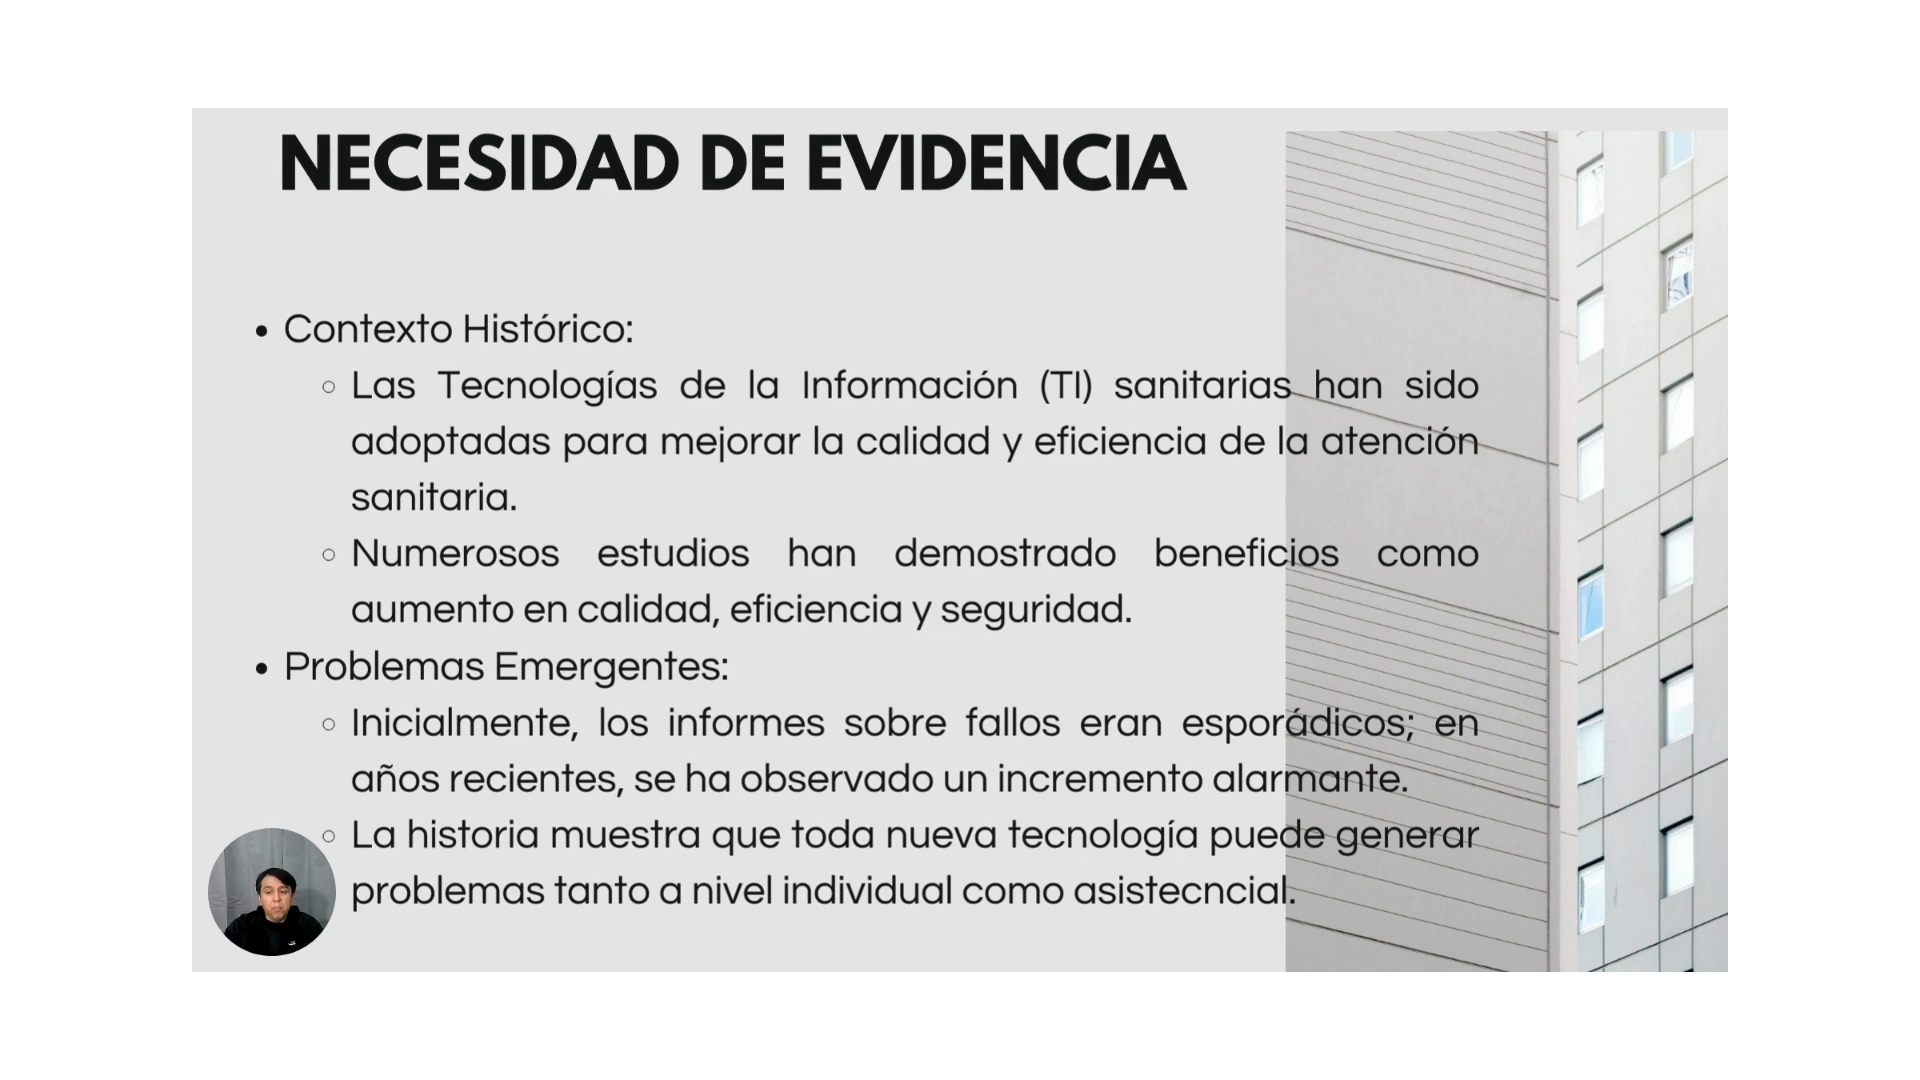 NECESIDAD DE EVIDENCIA
• Contexto Histórico:
○ Las Tecnologías de la Información (TI) sanitarias han sido
adoptadas para mejorar la calidad y eficiencia de la atención
sanitaria.
○ Numerosos estudios han demostrado beneficios como
aumento en calidad, eficiencia y seguridad.
• Problemas Emergentes:
○ Inicialmente, los informes sobre fallos eran esporádicos; en
años recientes, se ha observado un incremento alarmante.
○ La historia muestra que toda nueva tecnología puede generar
problemas tanto a nivel individual como asistecncial.